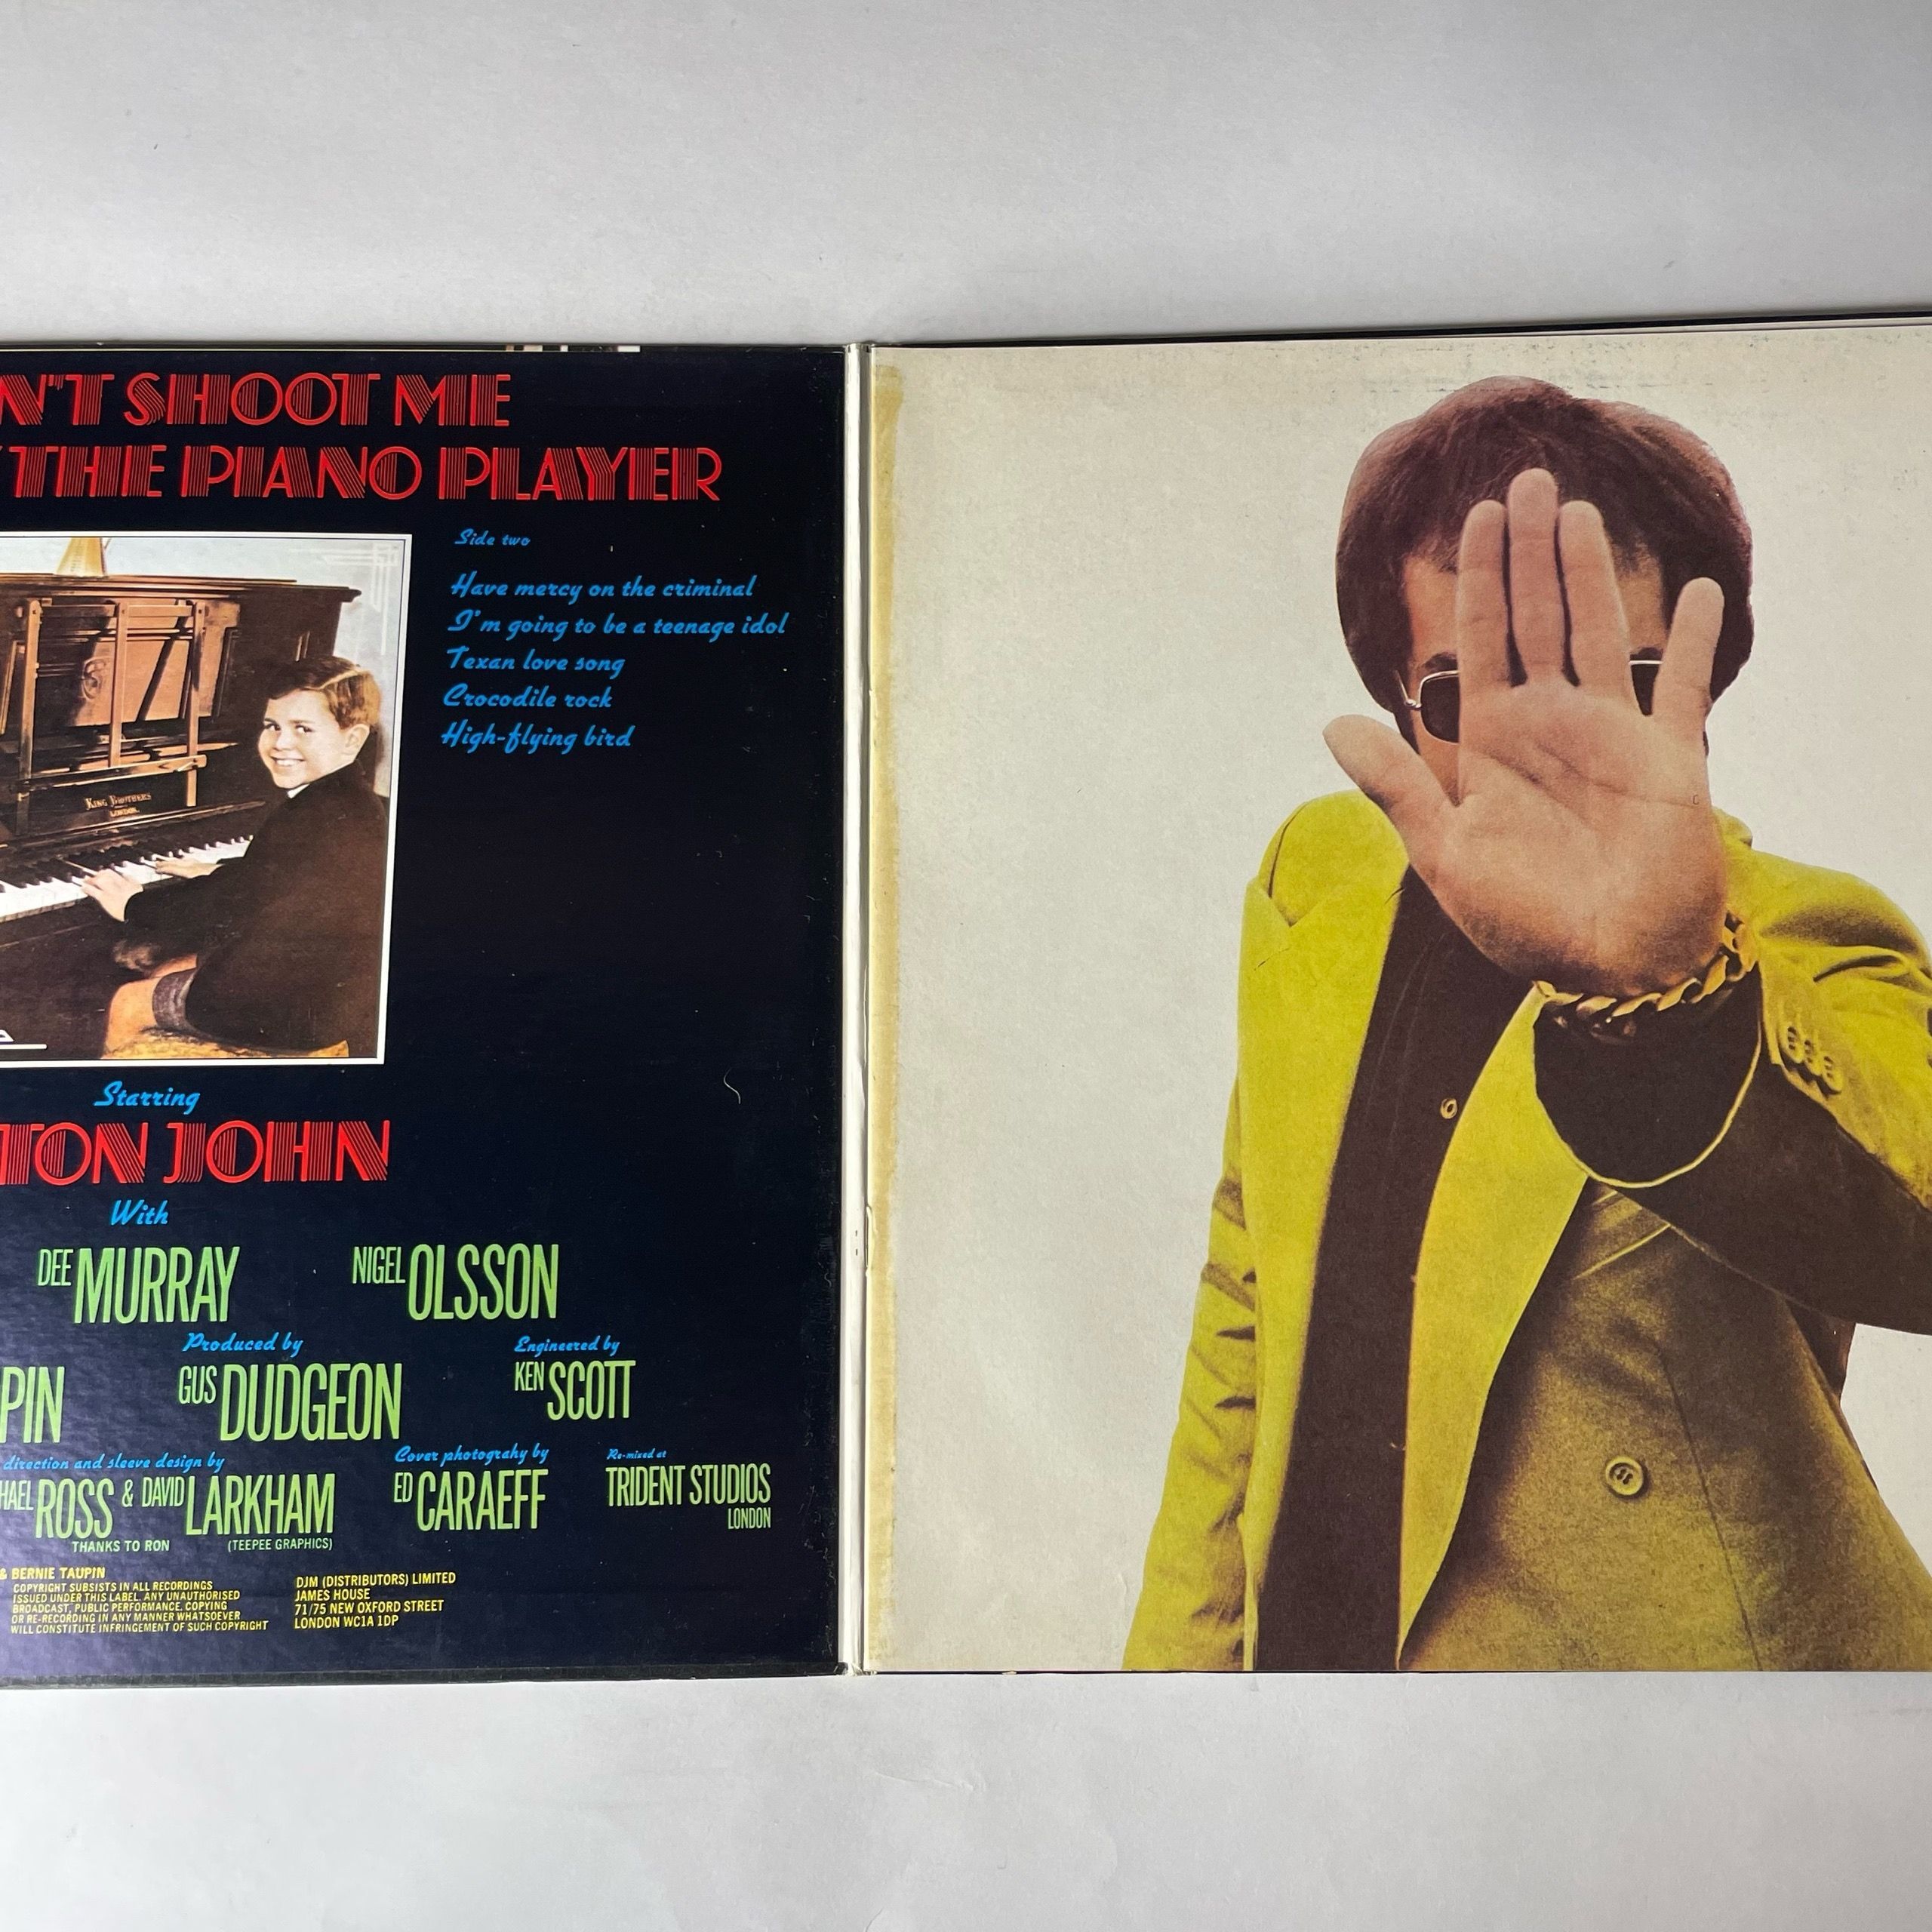 N'T SHOOT ME
THE PIANO PLAYER
Side two
Have mercy on the criminal
I'm going to be a teenage idol
Texan love song
Crocodile rock
High-flying bird
KING BROTHERS
LONDON.
Starring
TON JOHN
With
DEE MURRAY
NIGEL OLSSON
Produced by
Engineered by
PIN
GUS DUDGEON
KEN SCOTT
direction and sleeve design by
Cover photograhy by
Re-mixed at
HAEL ROSS & DAVID LARKHAM
ED CARAEFF
TRIDENT STUDIOS
LONDON
THANKS TO RON
(TEEPEE GRAPHICS)
& BERNIE TAUPIN
COPYRIGHT SUBSISTS IN ALL RECORDINGS
ISSUED UNDER THIS LABEL. ANY UNAUTHORISED
BROADCAST, PUBLIC PERFORMANCE, COPYING
OR RE-RECORDING IN ANY MANNER WHATSOEVER
WILL CONSTITUTE INFRINGEMENT OF SUCH COPYRIGHT
DJM (DISTRIBUTORS) LIMITED
JAMES HOUSE
71/75 NEW OXFORD STREET
LONDON WC1A 1DP